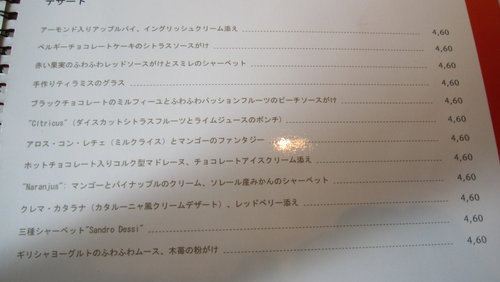 デザート
アーモンド入りアップルパイ、イングリッシュクリーム添え 4,60
ベルギーチョコレートケーキのシトラスソースがけ 4,60
赤い果実のふわふわレッドソースがけとスミレのシャーベット 4,60
手作りティラミスのグラス 4,60
ブラックチョコレートのミルフィーユとふわふわパッションフルーツのピーチソースがけ 4,60
"Citricus" (ダイスカットシトラスフルーツとライムジュースのポンチ) 4,60
アロス・コン・レチェ (ミルクライス) とマンゴーのファンタジー 4,60
ホットチョコレート入りコルク型マドレーヌ、チョコレートアイスクリーム添え 4,60
"Naranjus": マンゴーとパイナップルのクリーム、ソレール産みかんのシャーベット 4,60
クレマ・カタラナ (カタルーニャ風クリームデザート)、レッドベリー添え 4,60
三種シャーベット"Sandro Dessi" 4,60
ギリシャヨーグルトのふわふわムース、木苺の粉がけ 4,60